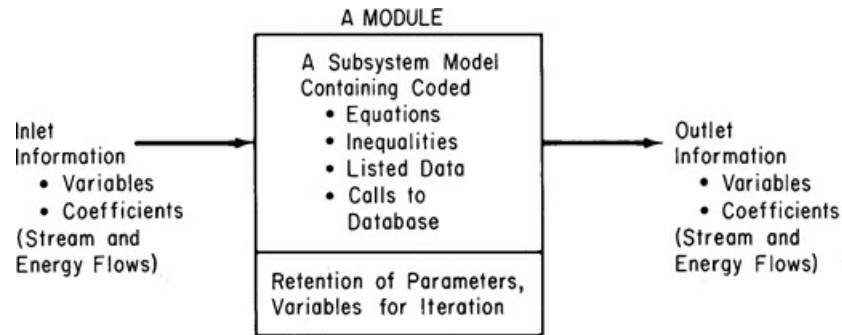 A MODULE
A Subsystem Model
Containing Coded
• Equations
• Inequalities
• Listed Data
• Calls to
Database
Retention of Parameters,
Variables for Iteration
Inlet
Information
• Variables
• Coefficients
(Stream and
Energy Flows)
Outlet
Information
• Variables
• Coefficients
(Stream and
Energy Flows)